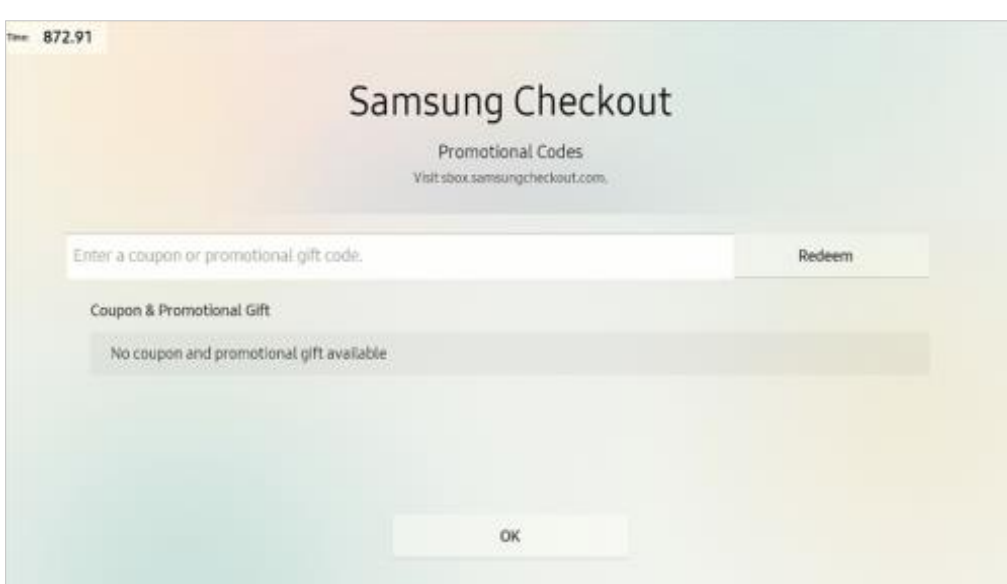 Time: 872.91
Samsung Checkout
Promotional Codes
Visit sbox.samsungcheckout.com.
Enter a coupon or promotional gift code.
Redeem
Coupon & Promotional Gift
No coupon and promotional gift available
OK